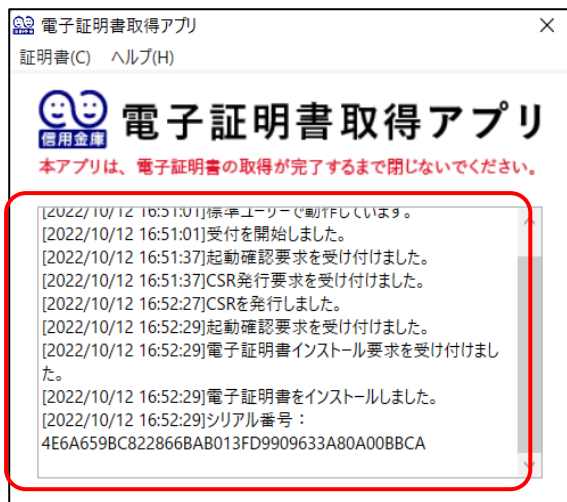 電子証明書取得アプリ
証明書(C) ヘルプ(H)
信用金庫
電子証明書取得アプリ
本アプリは、電子証明書の取得が完了するまで閉じないでください。
[2022/10/12 16:51:01]標準ユーザーで動作しています。
[2022/10/12 16:51:01]受付を開始しました。
[2022/10/12 16:51:37]起動確認要求を受け付けました。
[2022/10/12 16:51:37]CSR発行要求を受け付けました。
[2022/10/12 16:52:27]CSRを発行しました。
[2022/10/12 16:52:29]起動確認要求を受け付けました。
[2022/10/12 16:52:29]電子証明書インストール要求を受け付けまし
た。
[2022/10/12 16:52:29]電子証明書をインストールしました。
[2022/10/12 16:52:29]シリアル番号：
4E6A659BC822866BAB013FD9909633A80A00BBCA